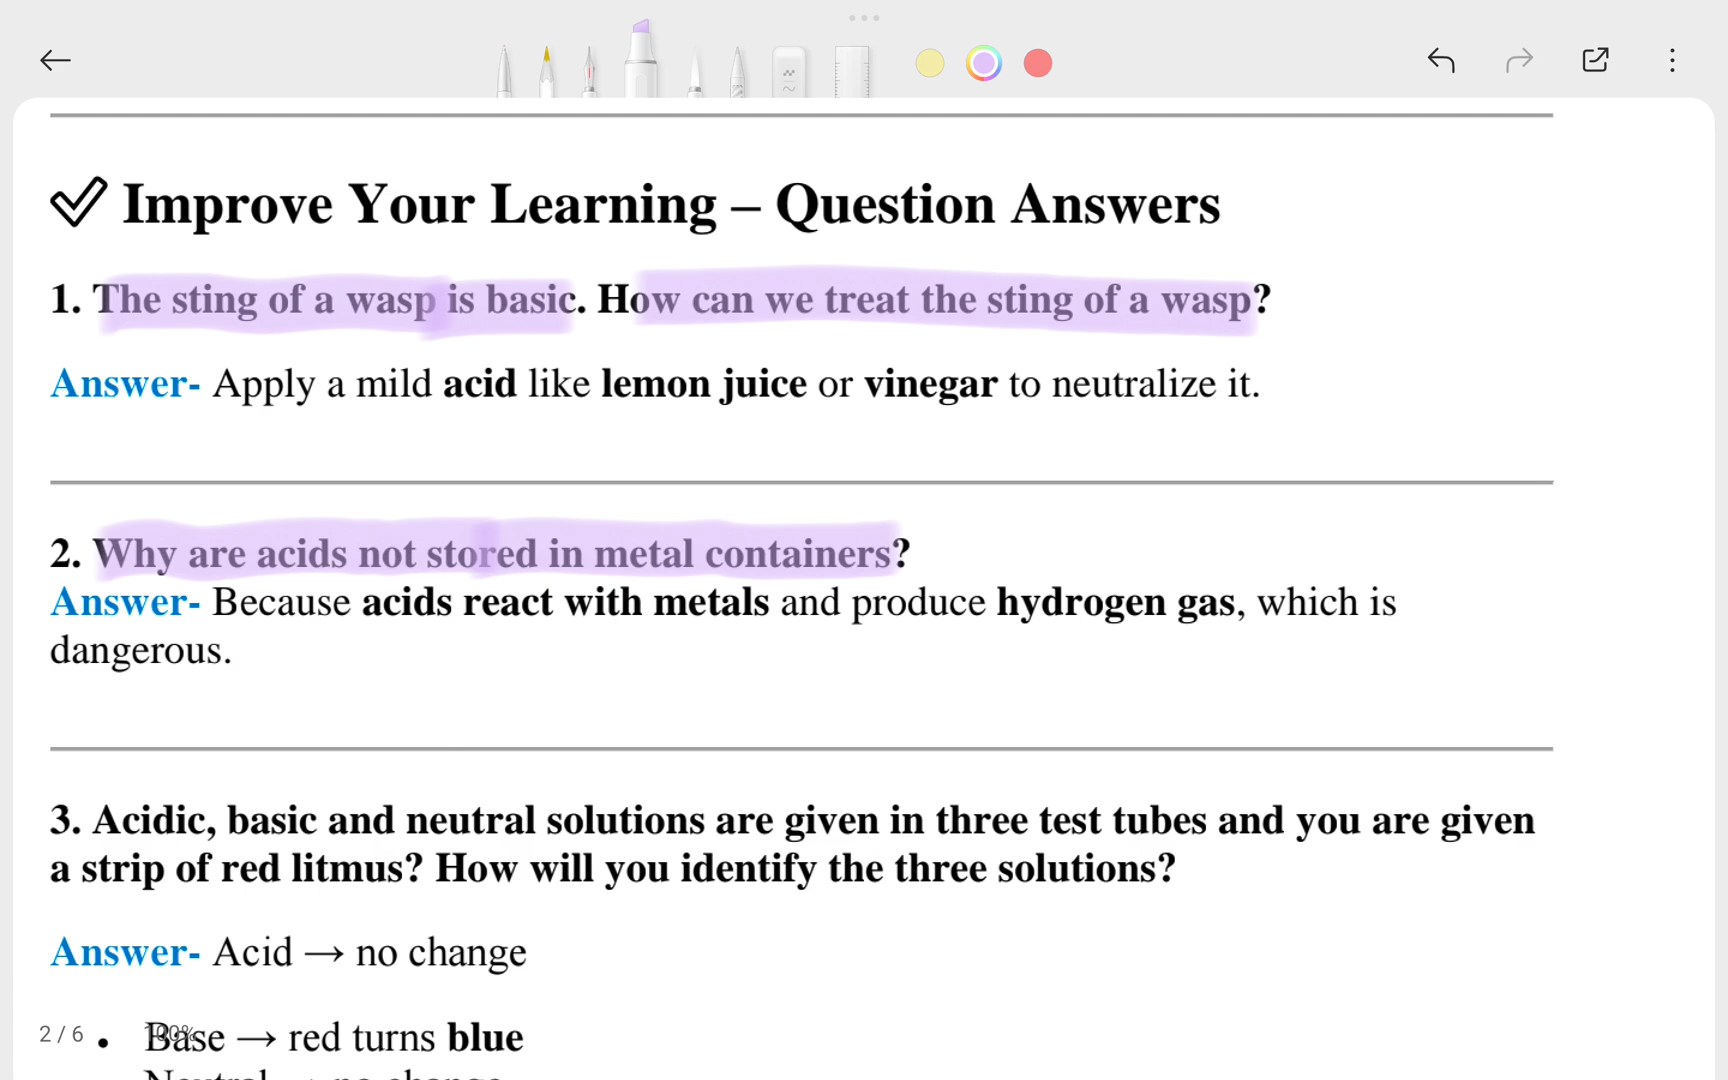 Improve Your Learning – Question Answers
1. The sting of a wasp is basic. How can we treat the sting of a wasp?
Answer- Apply a mild acid like lemon juice or vinegar to neutralize it.
2. Why are acids not stored in metal containers?
Answer- Because acids react with metals and produce hydrogen gas, which is
dangerous.
3. Acidic, basic and neutral solutions are given in three test tubes and you are given
a strip of red litmus? How will you identify the three solutions?
Answer- Acid → no change
2 / 6
100%
• Base → red turns blue
Neutral → no change